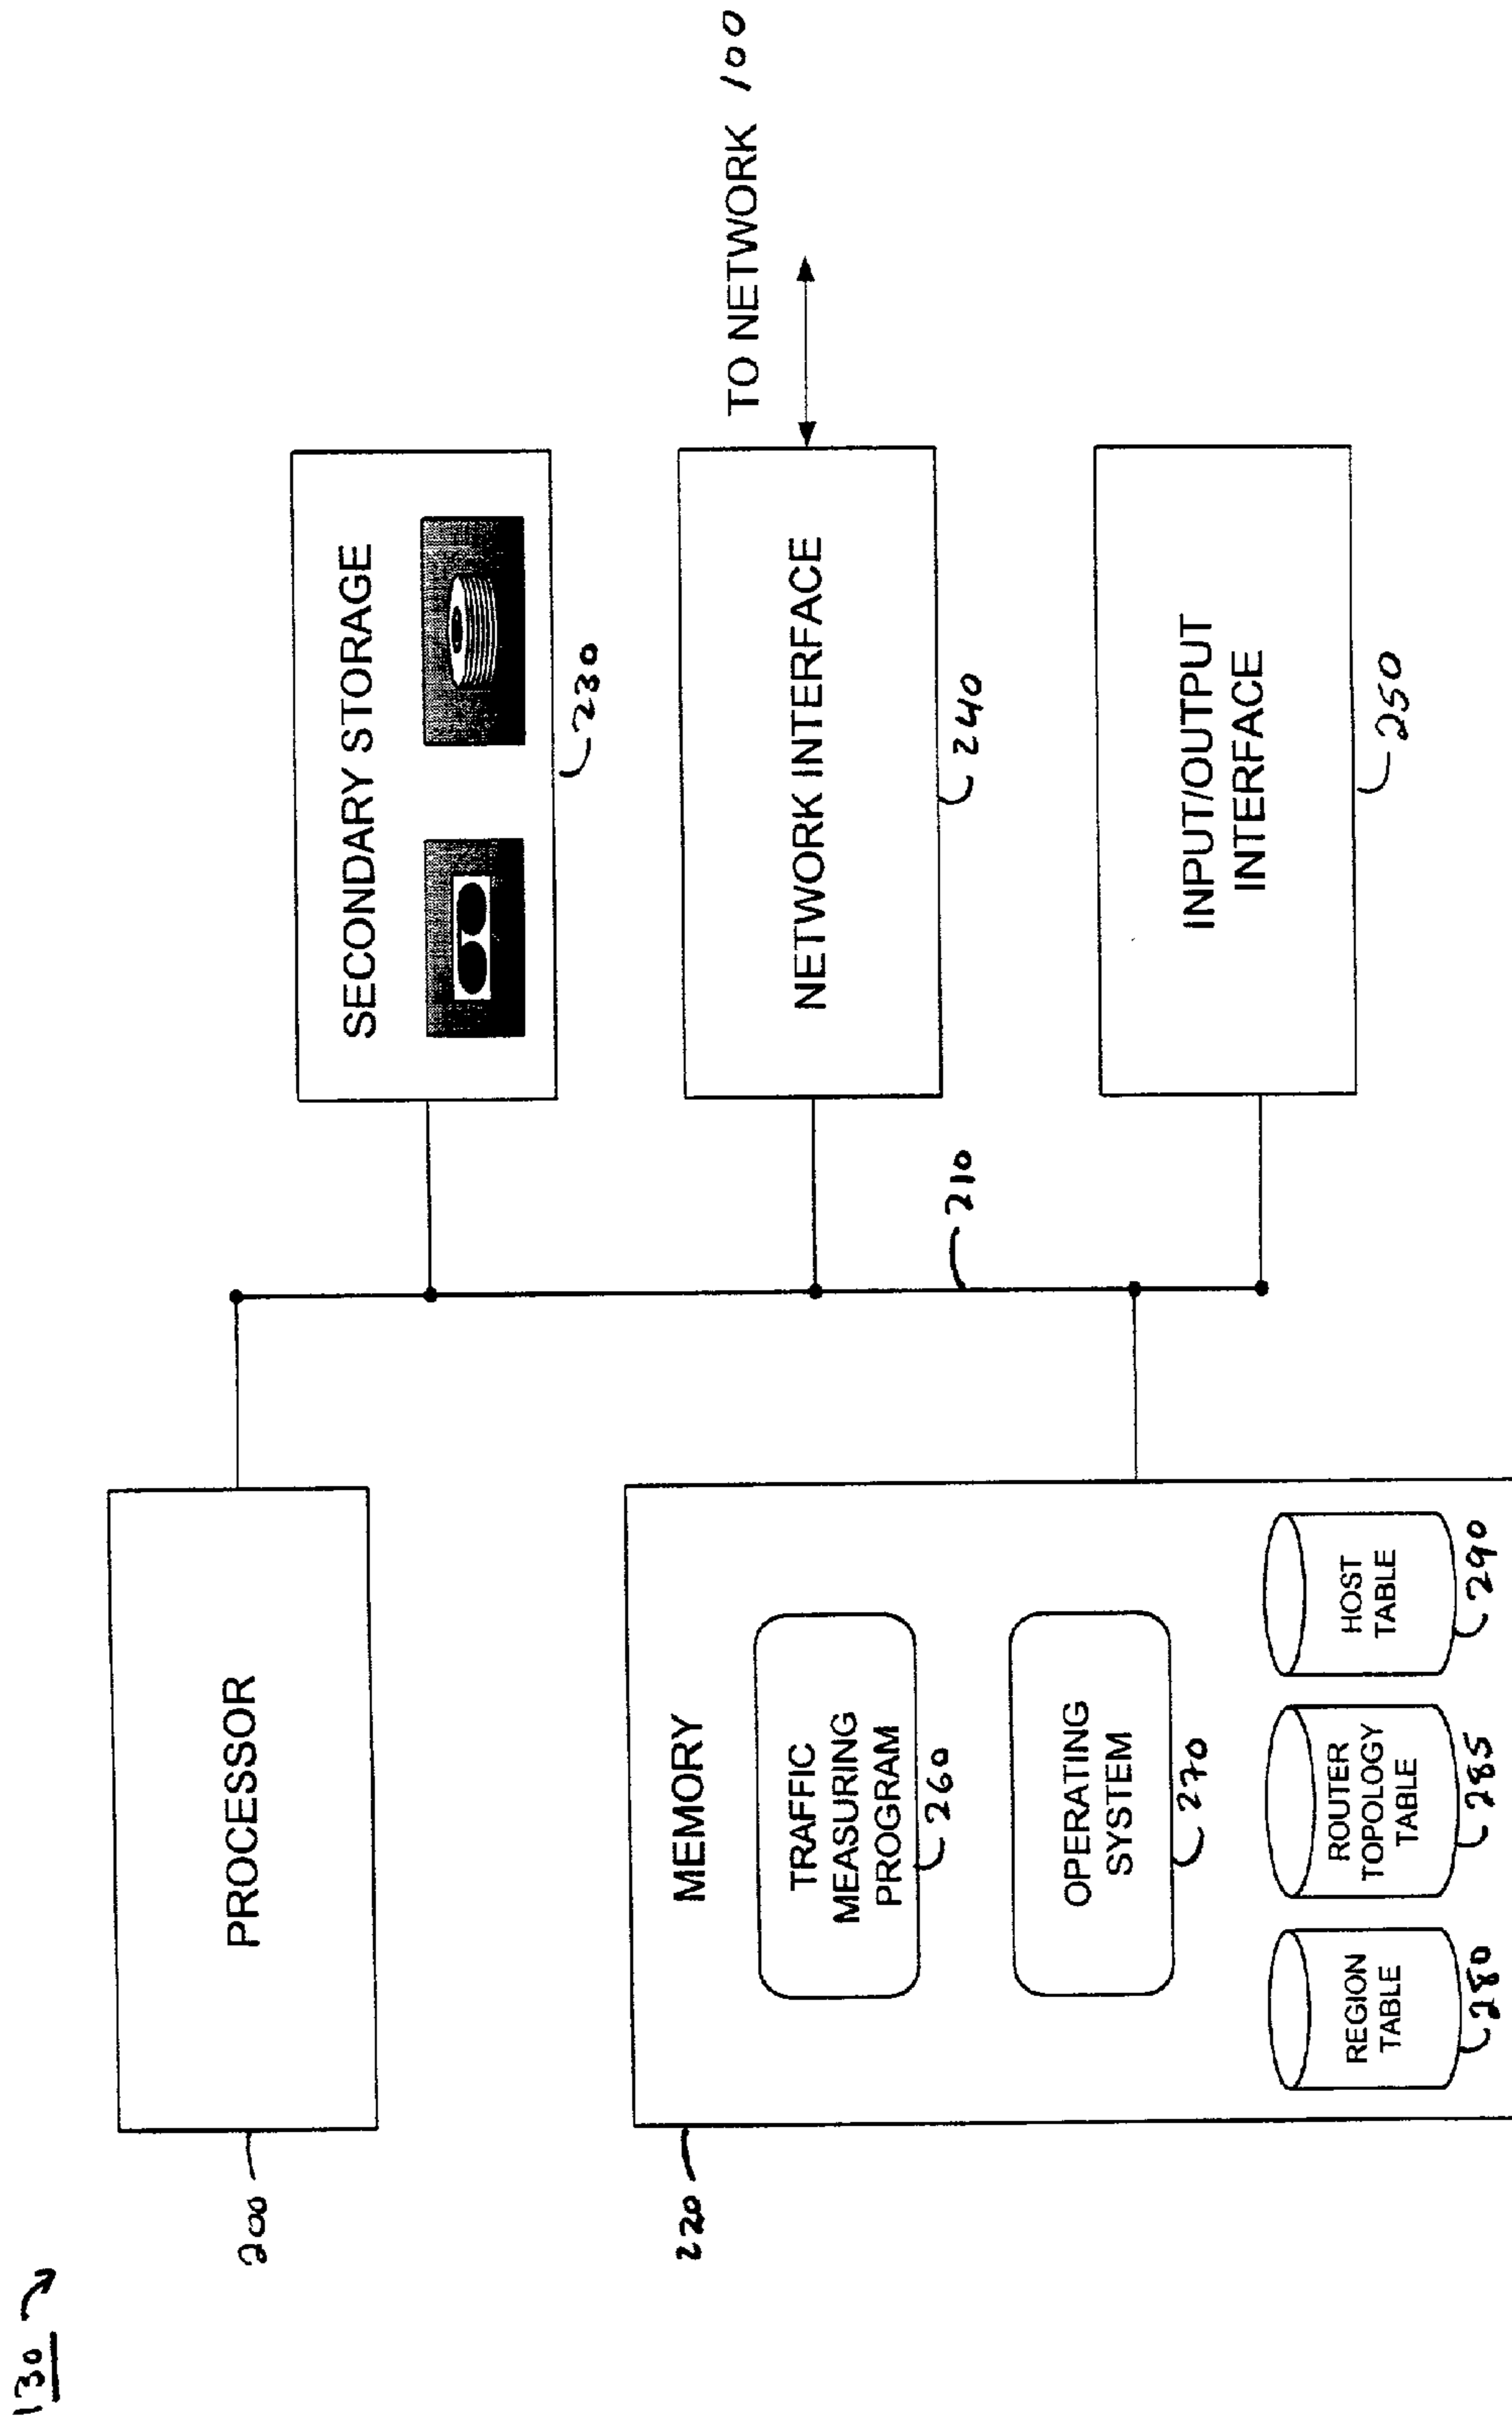 130
200
PROCESSOR
SECONDARY STORAGE
230
TO NETWORK 100
NETWORK INTERFACE
240
210
220
MEMORY
TRAFFIC
MEASURING
PROGRAM
260
OPERATING
SYSTEM
270
REGION
TABLE
280
ROUTER
TOPOLOGY
TABLE
285
HOST
TABLE
290
INPUT/OUTPUT
INTERFACE
250